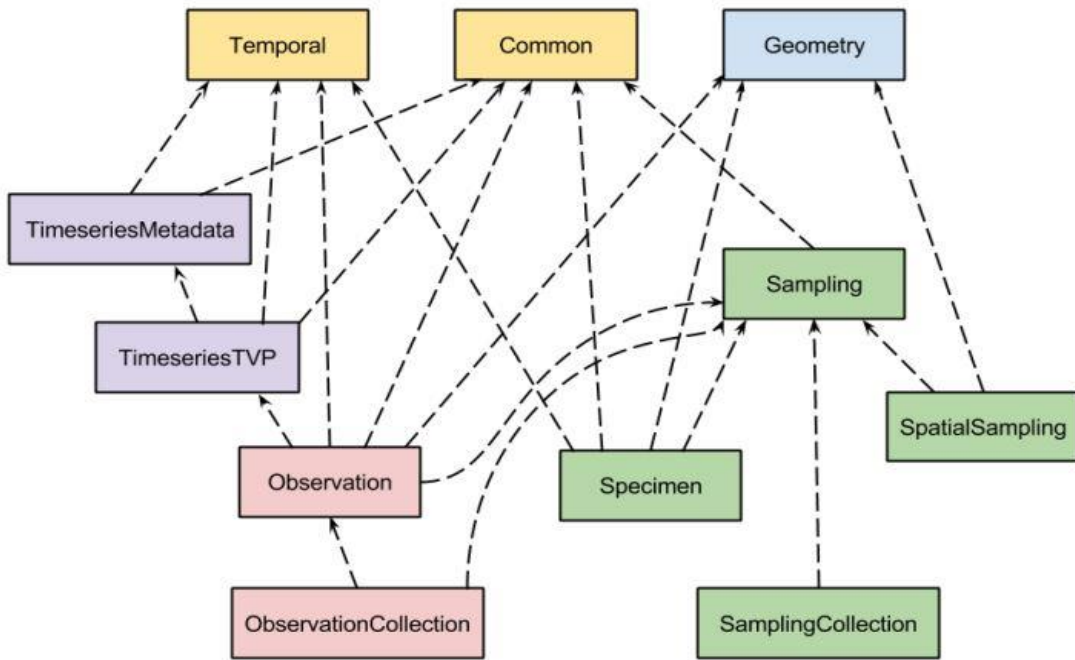 Temporal
Common
Geometry
TimeseriesMetadata
Sampling
TimeseriesTVP
SpatialSampling
Observation
Specimen
ObservationCollection
SamplingCollection